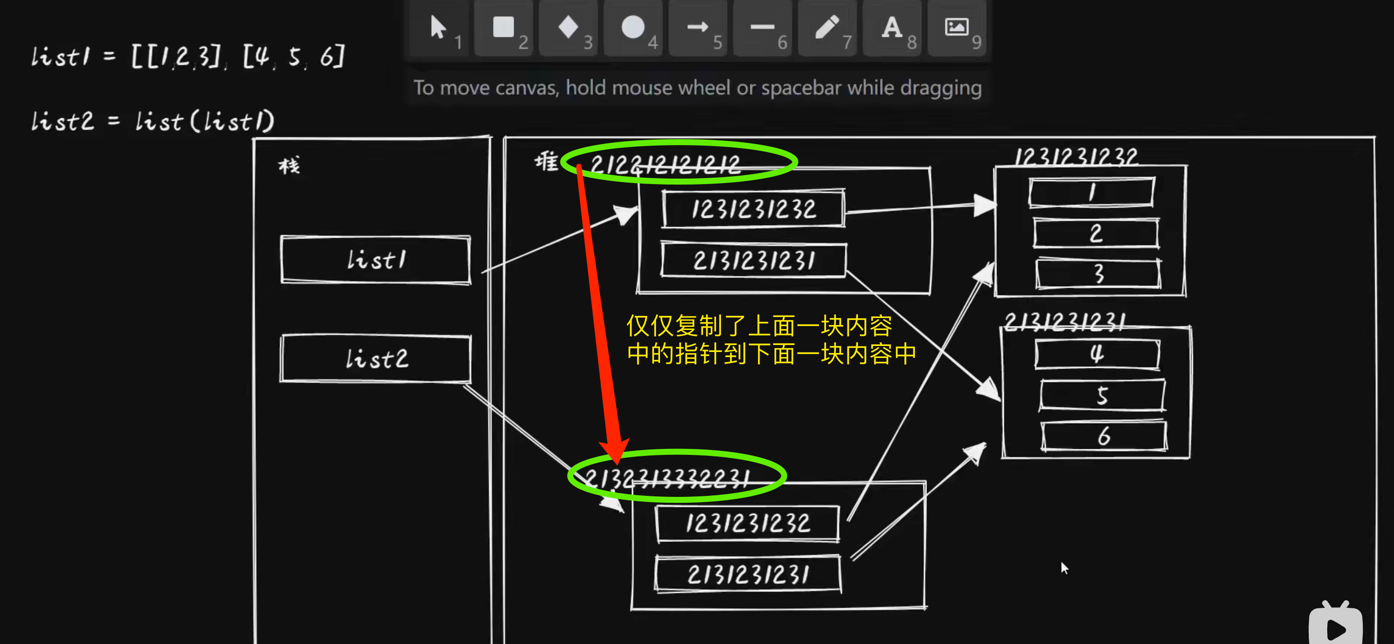 1 2 3 4 5 6 7 8 A 9
To move canvas, hold mouse wheel or spacebar while dragging
list1 = [[1,2,3], [4, 5, 6]
list2 = list(list1)
栈
list1
list2
堆
212212121212
1231231232
2131231231
1231231232
1
2
3
2131231231
4
5
6
仅仅复制了上面一块内容
中的指针到下面一块内容中
2132313332231
1231231232
2131231231